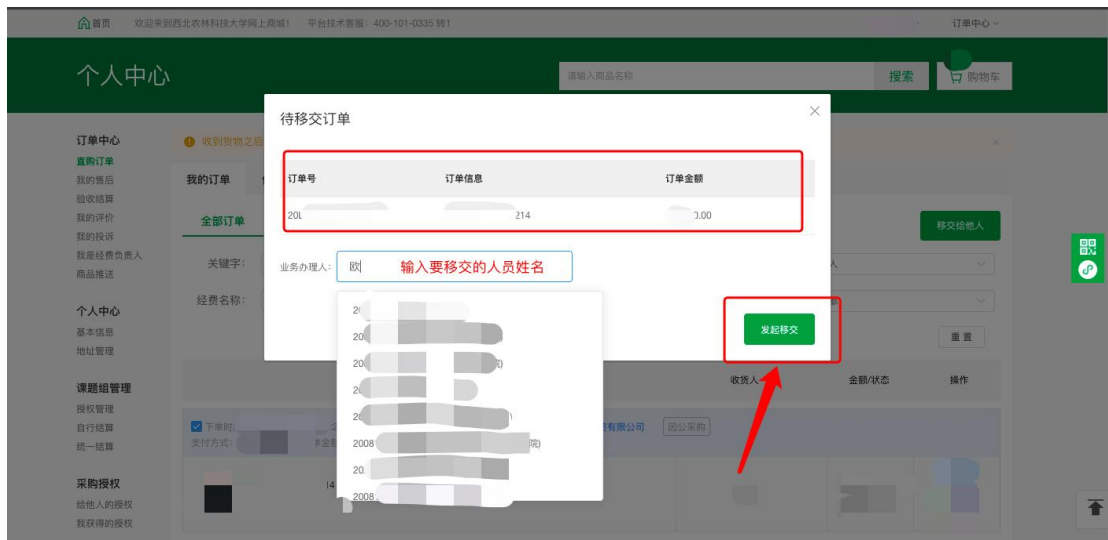 首页 欢迎来到西北农林科技大学网上商城! 平台技术客服:400-101-0335 转1 订单中心
个人中心 请输入商品名称 搜索 购物车
待移交订单
订单中心
收到货物之后
直购订单
订单号 订单信息 订单金额
我的售后 我的订单
验收结算
我的评价 全部订单 214 .00 移交给他人
我的投诉
我是经费负责人 关键字: 业务办理人: 欧 输入要移交的人员姓名 人
商品推送
经费名称:
个人中心
基本信息 发起移交 重置
地址管理
课题组管理 收货人 金额/状态 操作
授权管理
自行结算 下单时 有限公司 因公采购
统一结算 支付方式: 2008 院)
采购授权
给他人的授权 2008
我获得的授权